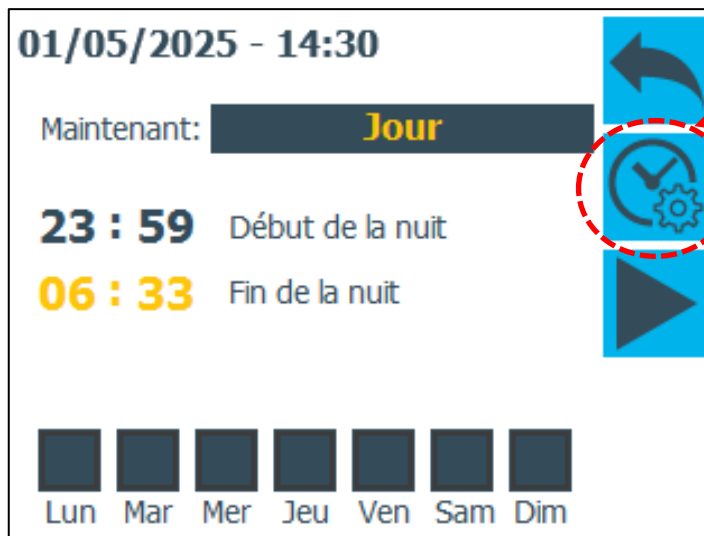 01/05/2025 - 14:30
Maintenant: Jour
23 : 59 Début de la nuit
06 : 33 Fin de la nuit
Lun Mar Mer Jeu Ven Sam Dim